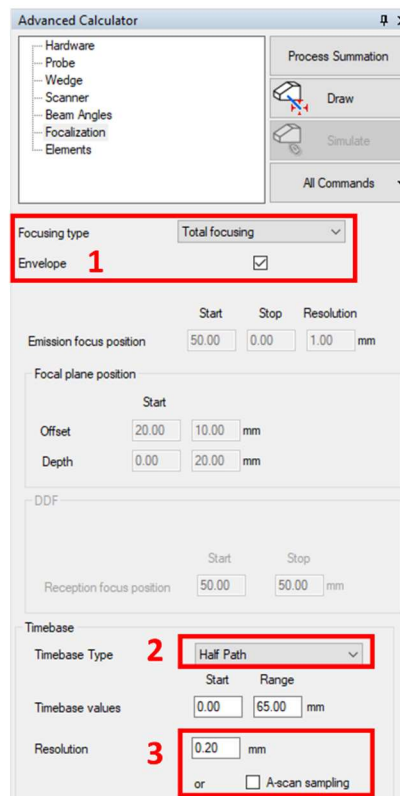 Advanced Calculator
Hardware
Probe
Wedge
Scanner
Beam Angles
Focalization
Elements
Process Summation
Draw
Simulate
All Commands
Focusing type Total focusing
Envelope 1
Start Stop Resolution
Emission focus position 50.00 0.00 1.00 mm
Focal plane position
Start
Offset 20.00 10.00 mm
Depth 0.00 20.00 mm
DDF
Start Stop
Reception focus position 50.00 50.00 mm
Timebase
Timebase Type 2 Half Path
Start Range
Timebase values 0.00 65.00 mm
Resolution 3 0.20 mm
or A-scan sampling